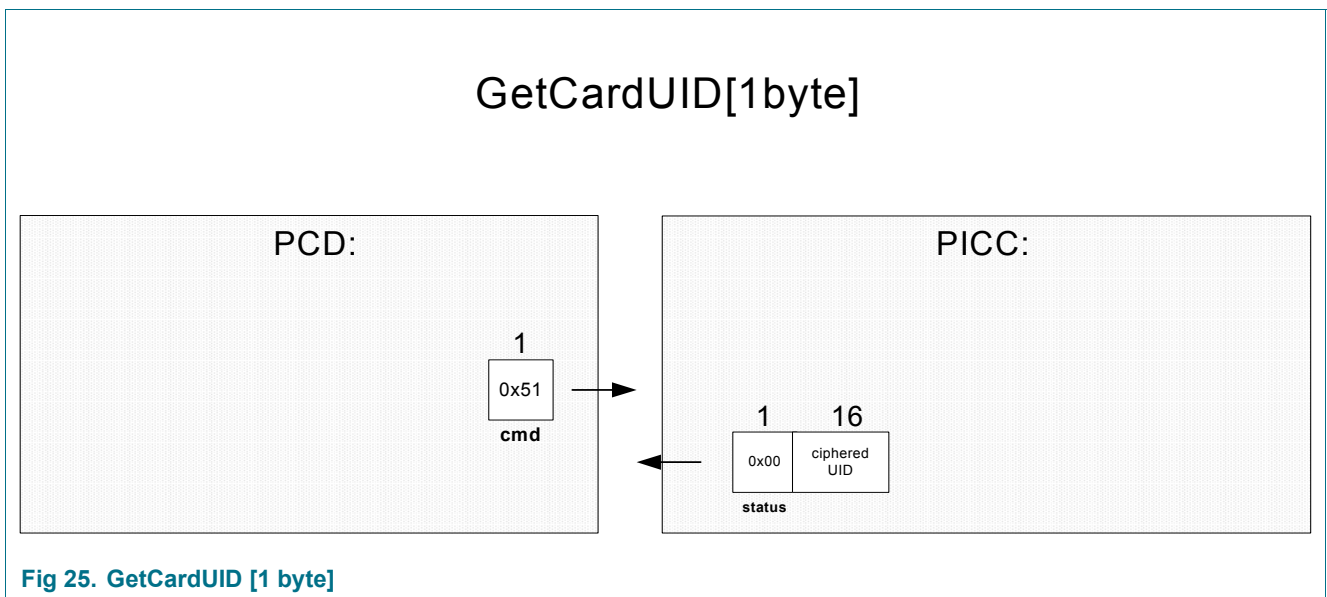 GetCardUID[1byte]
PCD:
PICC:
1
0x51
cmd
1 16
0x00 ciphered UID
status
Fig 25. GetCardUID [1 byte]